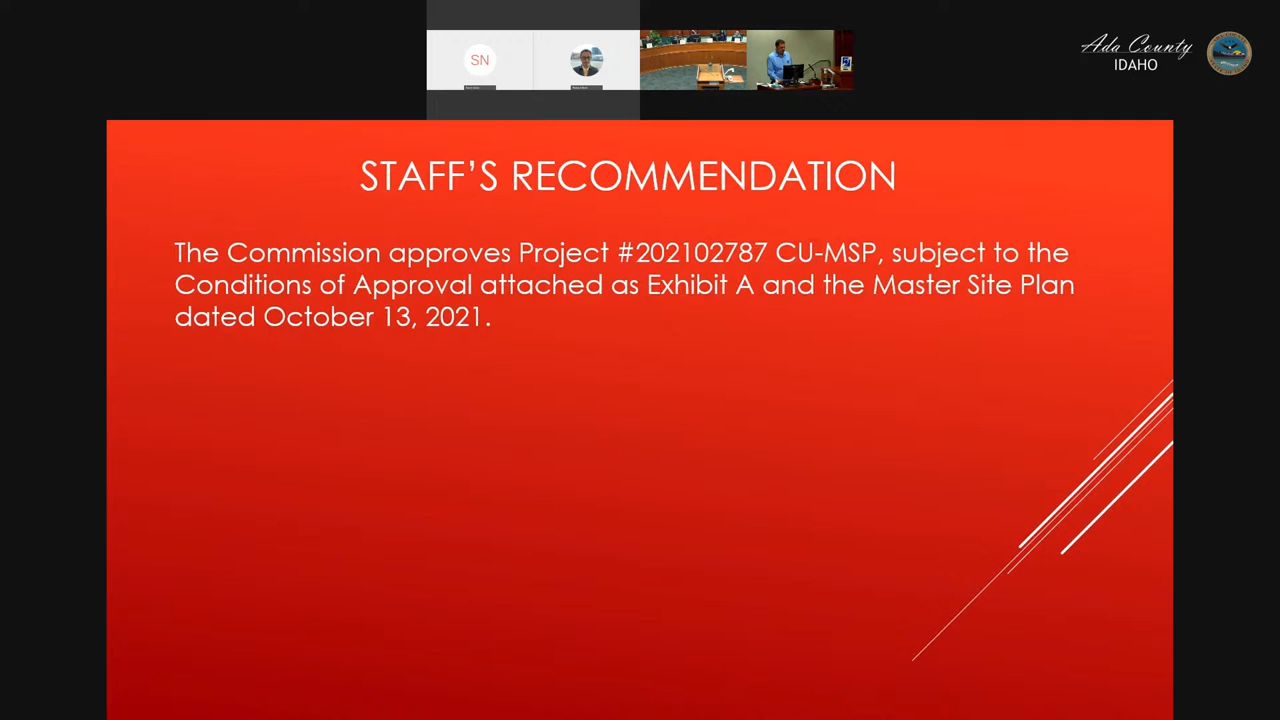 SN
Ada County
IDAHO
STAFF'S RECOMMENDATION
The Commission approves Project #202102787 CU-MSP, subject to the
Conditions of Approval attached as Exhibit A and the Master Site Plan
dated October 13, 2021.